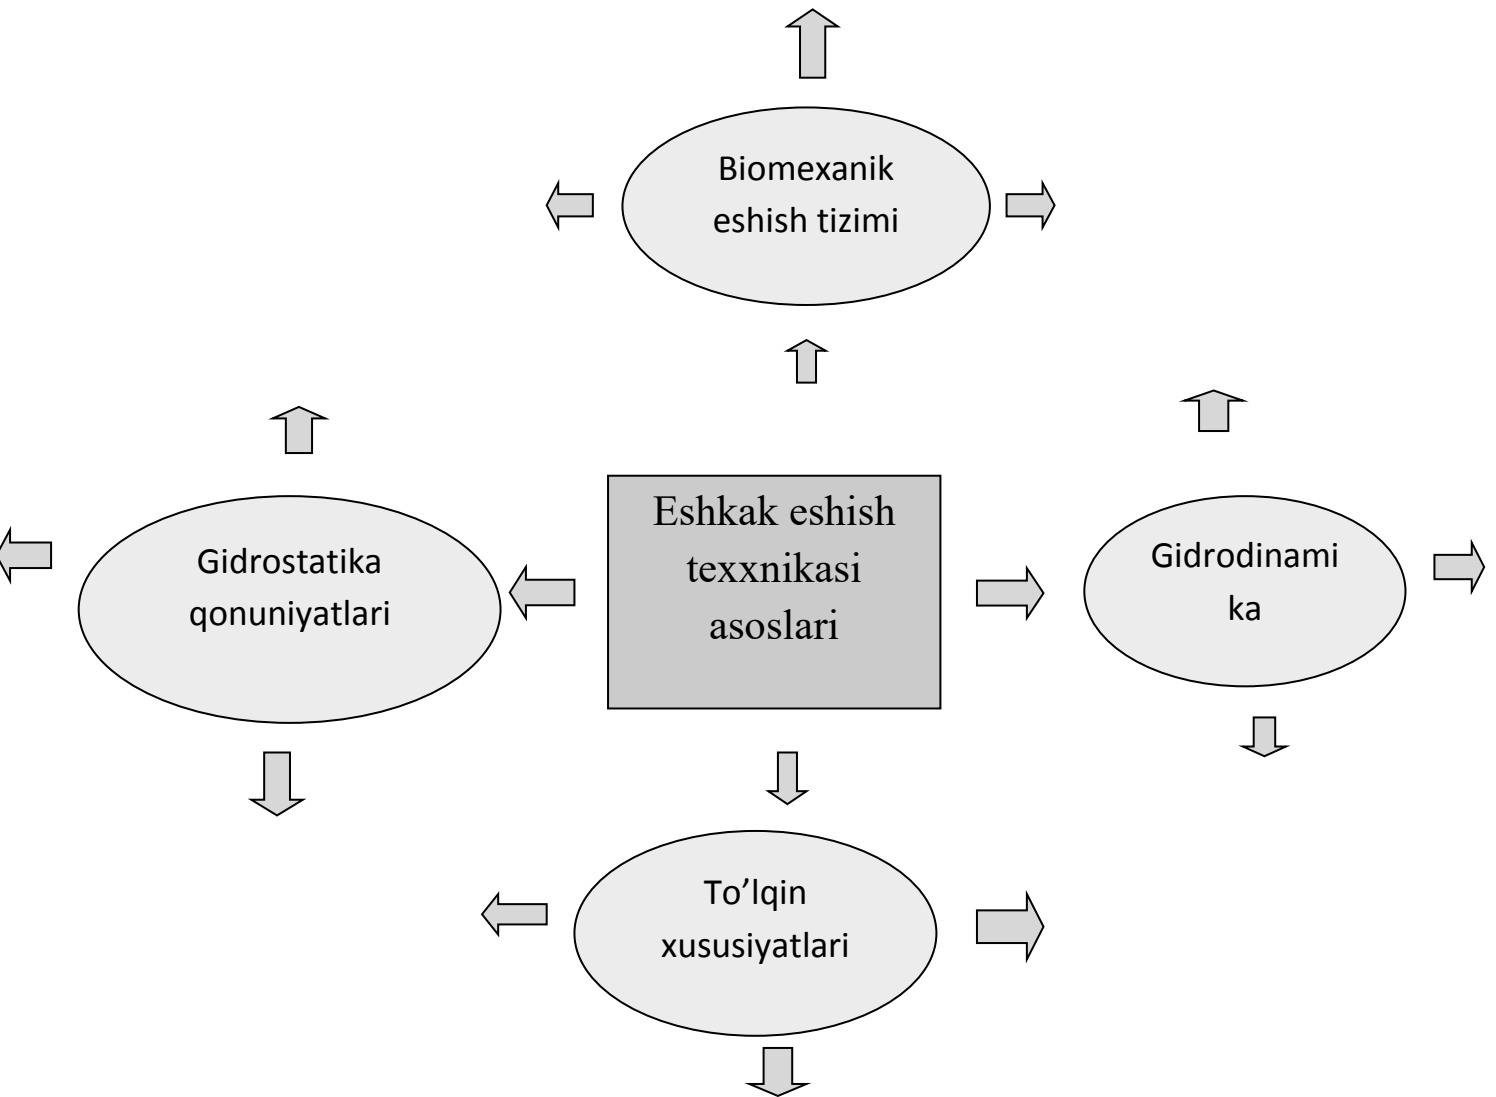 Biomexanik
eshish tizimi
Gidrostatika
qonuniyatlari
Eshkak eshish
texxnikasi
asoslari
Gidrodinami
ka
To’lqin
xususiyatlari